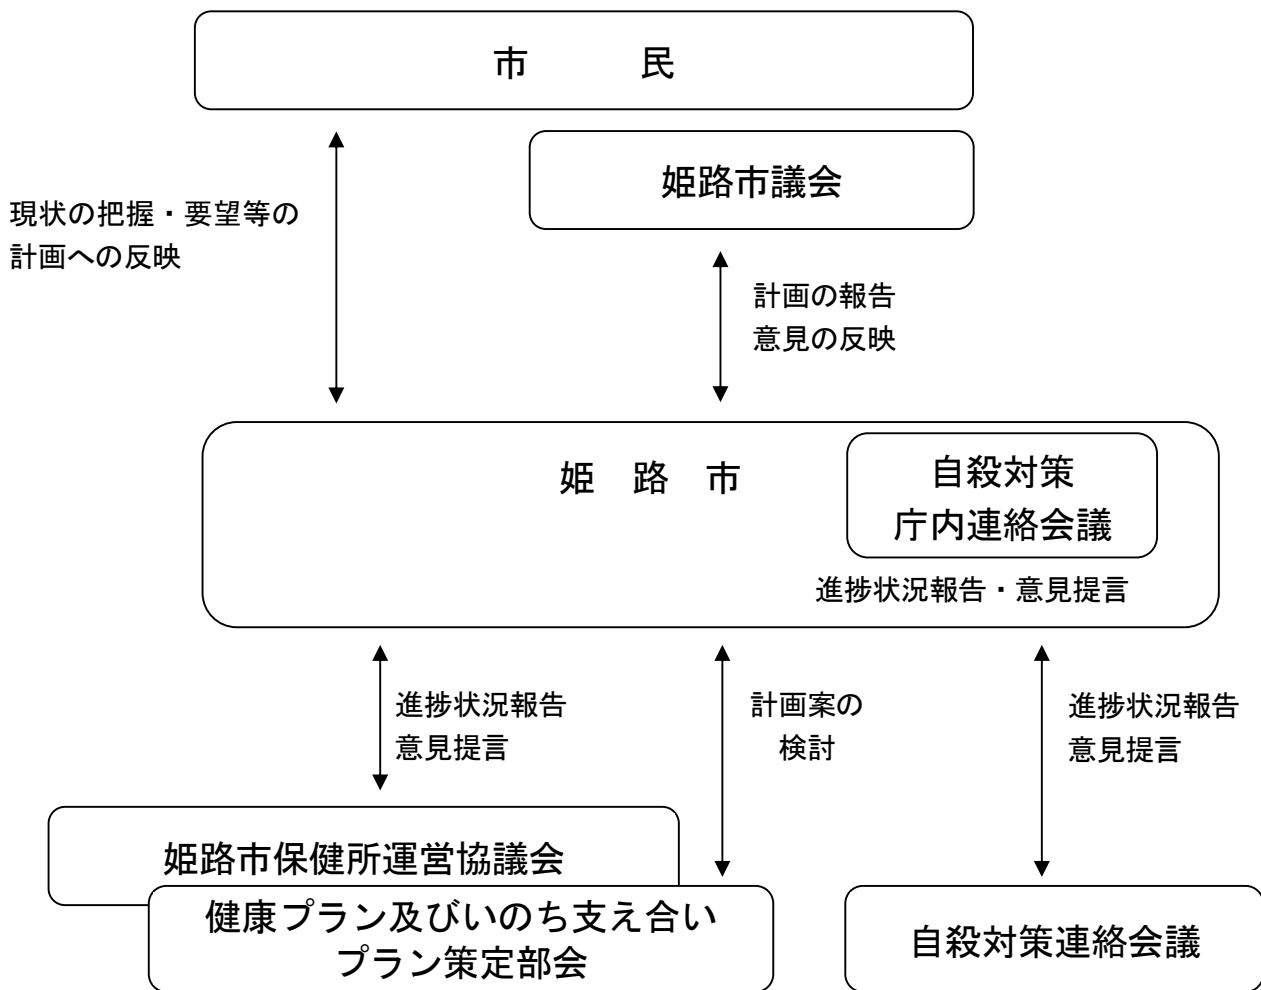 市　　　民
姫路市議会
現状の把握・要望等の
計画への反映
計画の報告
意見の反映
姫　路　市
自殺対策
庁内連絡会議
進捗状況報告・意見提言
進捗状況報告
意見提言
計画案の
検討
進捗状況報告
意見提言
姫路市保健所運営協議会
健康プラン及びいのち支え合い
プラン策定部会
自殺対策連絡会議